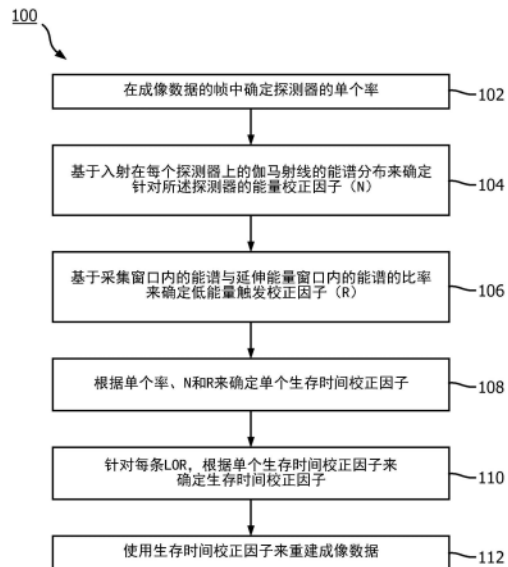 100
在成像数据的帧中确定探测器的单个率
102
基于入射在每个探测器上的伽马射线的能谱分布来确定
针对所述探测器的能量校正因子（N）
104
基于采集窗口内的能谱与延伸能量窗口内的能谱的比率
来确定低能量触发校正因子（R）
106
根据单个率、N和R来确定单个生存时间校正因子
108
针对每条LOR，根据单个生存时间校正因子来
确定生存时间校正因子
110
使用生存时间校正因子来重建成像数据
112